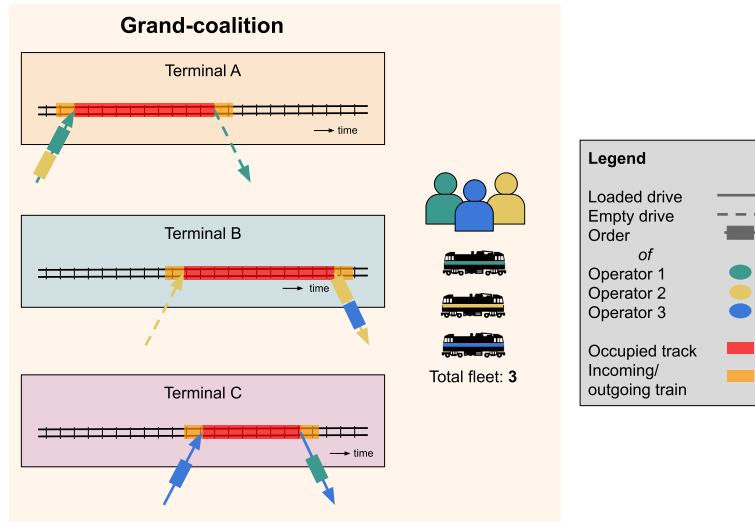 Grand-coalition
Terminal A
time
Terminal B
time
Terminal C
time
Total fleet: 3
Legend
Loaded drive
Empty drive
Order
of
Operator 1
Operator 2
Operator 3
Occupied track
Incoming/
outgoing train